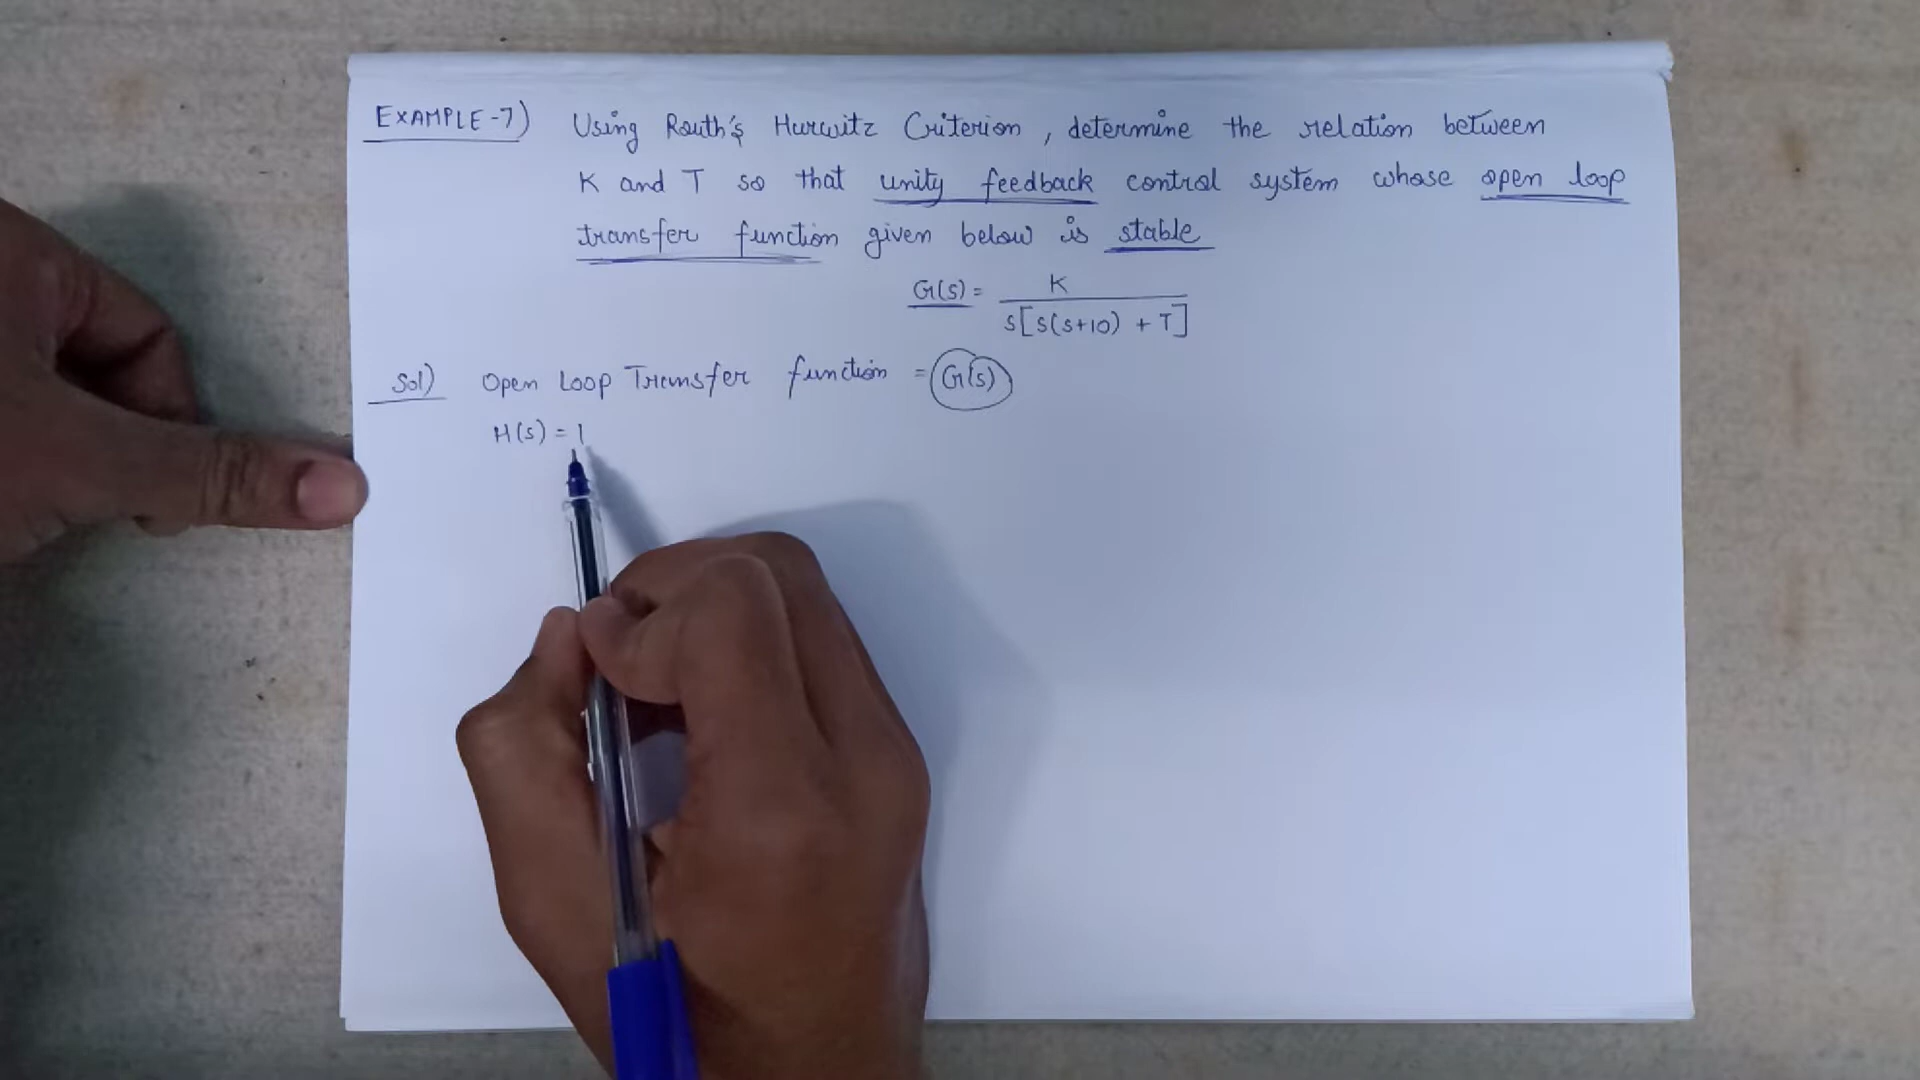 EXAMPLE-7) Using Routh's Hurwitz Criterion, determine the relation between
K and T so that unity feedback control system whose open loop
transfer function given below is stable
G(s) = K
s[s(s+10) + T]
Sol) Open Loop Transfer function = G(s)
H(s) = 1